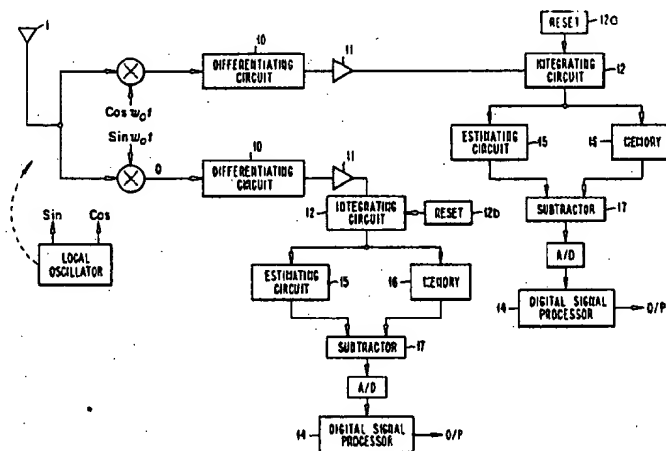 1
10
11
RESET
12a
DIFFERENTIATING
CIRCUIT
INTEGRATING
CIRCUIT
12
Cos w₀t
Sin w₀t
ESTIMATING
CIRCUIT
15
16
MEMORY
10
11
Q
DIFFERENTIATING
CIRCUIT
SUBTRACTOR
17
12
INTEGRATING
CIRCUIT
RESET
12b
Sin
Cos
A/D
LOCAL
OSCILLATOR
ESTIMATING
CIRCUIT
15
16
MEMORY
14
DIGITAL SIGNAL
PROCESSOR
O/P
SUBTRACTOR
17
A/D
14
DIGITAL SIGNAL
PROCESSOR
O/P